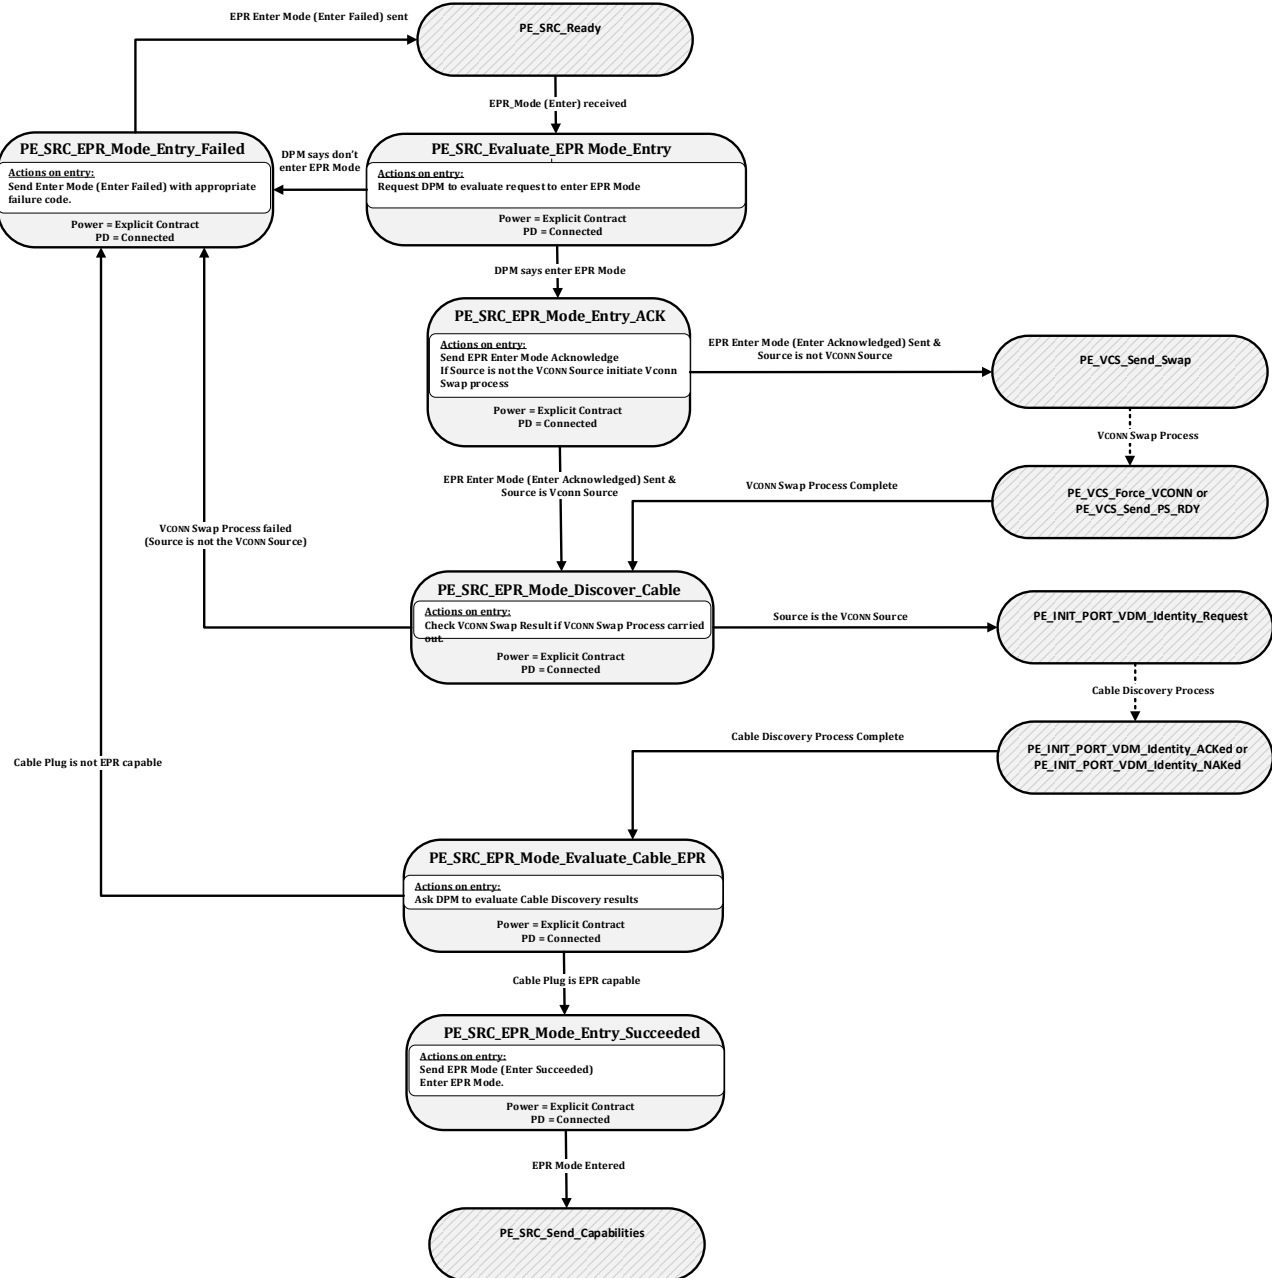 EPR Enter Mode (Enter Failed) sent
PE_SRC_Ready
EPR_Mode (Enter) received
PE_SRC_EPR_Mode_Entry_Failed
Actions on entry:
Send Enter Mode (Enter Failed) with appropriate
failure code.
Power = Explicit Contract
PD = Connected
DPM says don't
enter EPR Mode
PE_SRC_Evaluate_EPR Mode_Entry
Actions on entry:
Request DPM to evaluate request to enter EPR Mode
Power = Explicit Contract
PD = Connected
DPM says enter EPR Mode
PE_SRC_EPR_Mode_Entry_ACK
Actions on entry:
Send EPR Enter Mode Acknowledge
If Source is not the VCONN Source initiate Vconn
Swap process
Power = Explicit Contract
PD = Connected
EPR Enter Mode (Enter Acknowledged) Sent &
Source is not VCONN Source
PE_VCS_Send_Swap
VCONN Swap Process
EPR Enter Mode (Enter Acknowledged) Sent &
Source is Vconn Source
VCONN Swap Process Complete
PE_VCS_Force_VCONN or
PE_VCS_Send_PS_RDY
VCONN Swap Process failed
(Source is not the VCONN Source)
PE_SRC_EPR_Mode_Discover_Cable
Actions on entry:
Check VCONN Swap Result if VCONN Swap Process carried
out.
Power = Explicit Contract
PD = Connected
Source is the VCONN Source
PE_INIT_PORT_VDM_Identity_Request
Cable Discovery Process
Cable Discovery Process Complete
PE_INIT_PORT_VDM_Identity_ACKed or
PE_INIT_PORT_VDM_Identity_NAKed
Cable Plug is not EPR capable
PE_SRC_EPR_Mode_Evaluate_Cable_EPR
Actions on entry:
Ask DPM to evaluate Cable Discovery results
Power = Explicit Contract
PD = Connected
Cable Plug is EPR capable
PE_SRC_EPR_Mode_Entry_Succeeded
Actions on entry:
Send EPR Mode (Enter Succeeded)
Enter EPR Mode.
Power = Explicit Contract
PD = Connected
EPR Mode Entered
PE_SRC_Send_Capabilities